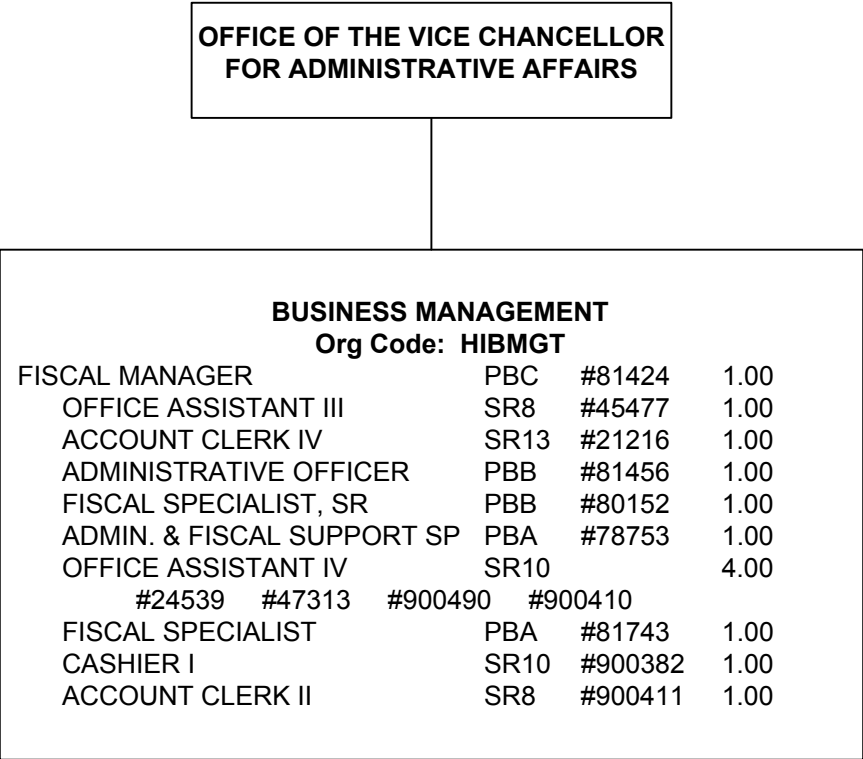 OFFICE OF THE VICE CHANCELLOR
FOR ADMINISTRATIVE AFFAIRS
BUSINESS MANAGEMENT
Org Code: HIBMGT
FISCAL MANAGER PBC #81424 1.00
OFFICE ASSISTANT III SR8 #45477 1.00
ACCOUNT CLERK IV SR13 #21216 1.00
ADMINISTRATIVE OFFICER PBB #81456 1.00
FISCAL SPECIALIST, SR PBB #80152 1.00
ADMIN. & FISCAL SUPPORT SP PBA #78753 1.00
OFFICE ASSISTANT IV SR10 4.00
#24539 #47313 #900490 #900410
FISCAL SPECIALIST PBA #81743 1.00
CASHIER I SR10 #900382 1.00
ACCOUNT CLERK II SR8 #900411 1.00